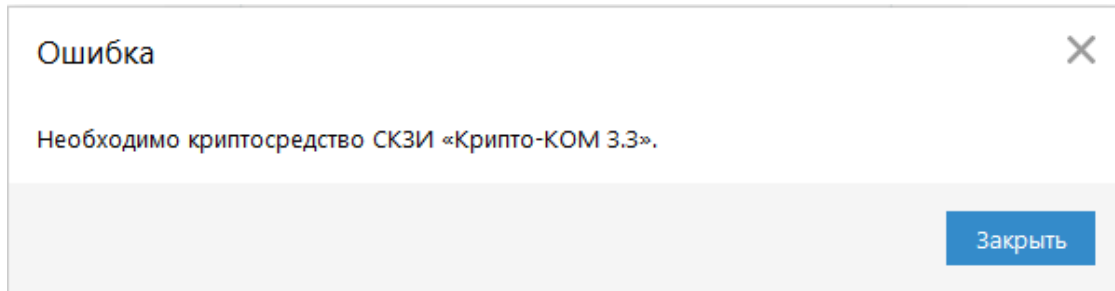 Ошибка
Необходимо криптосредство СКЗИ «Крипто-КОМ 3.3».
Закрыть